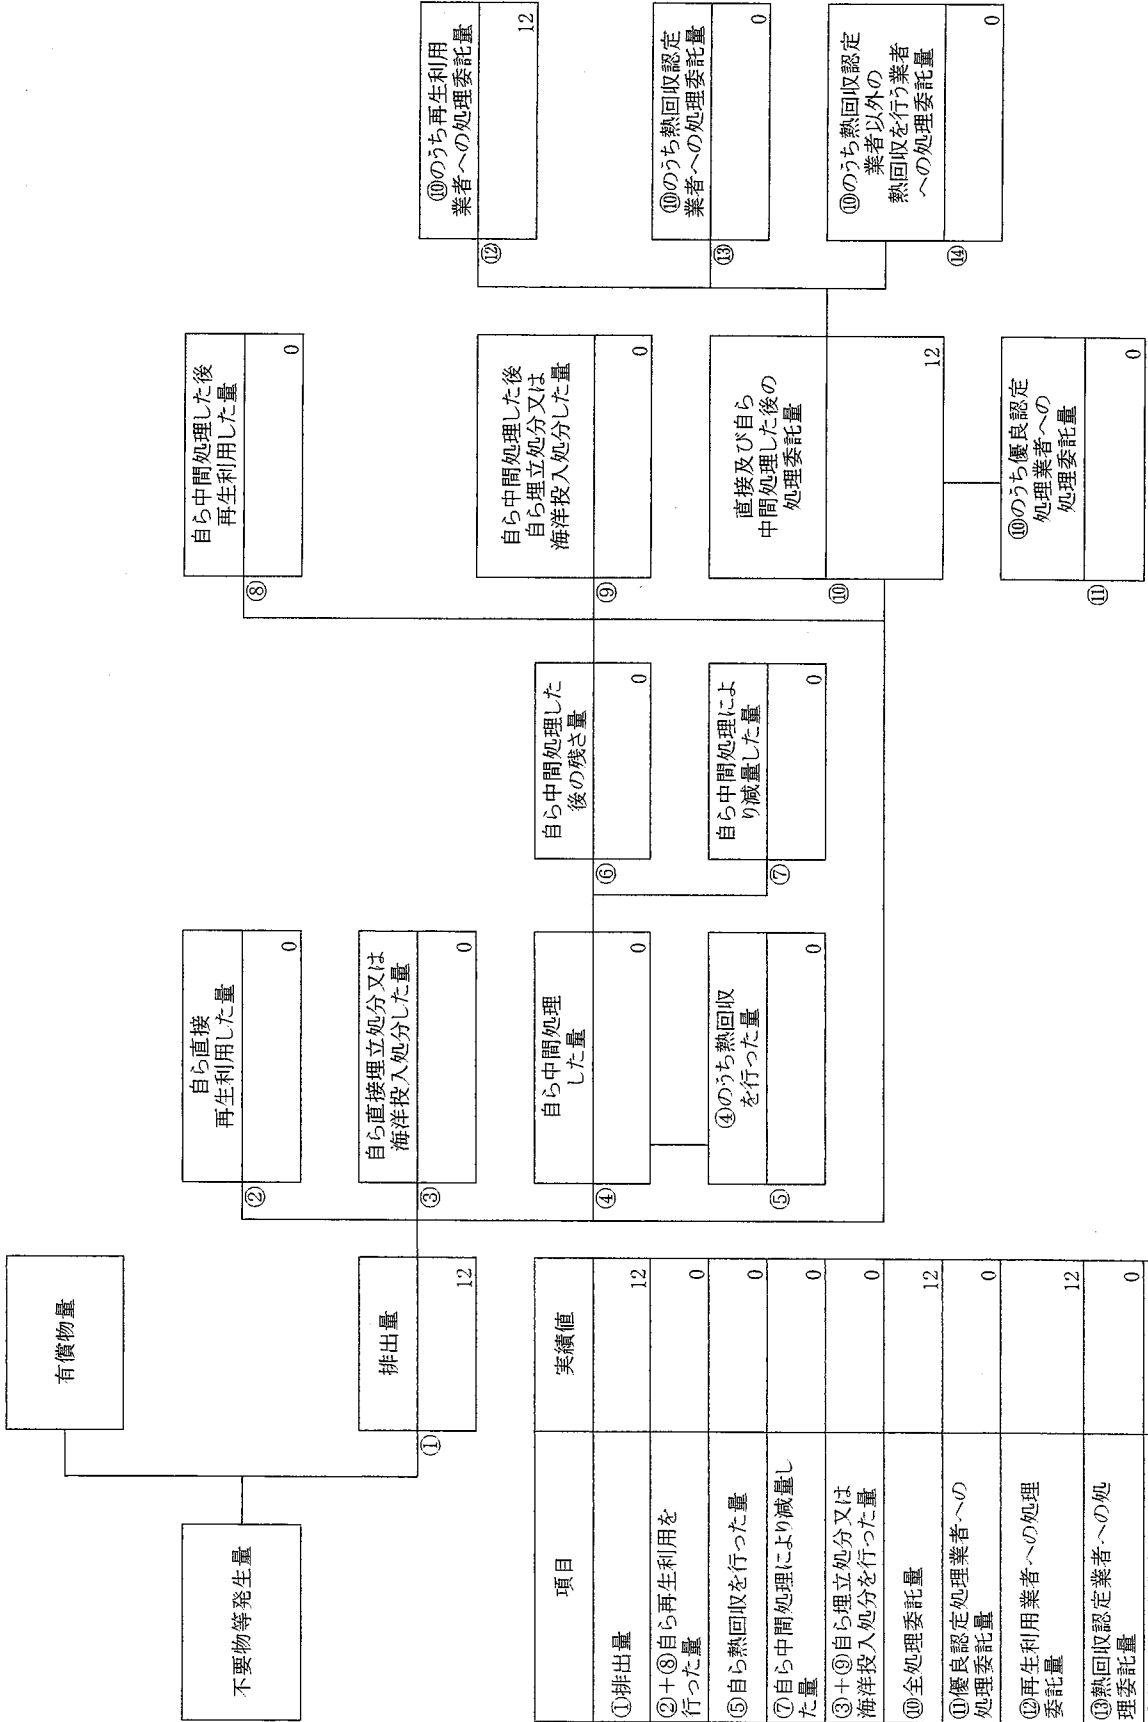 有償物量
不要物等発生量
①
排出量
12
②
自ら直接
再生利用した量
0
③
自ら直接埋立処分又は
海洋投入処分した量
0
④
自ら中間処理
した量
0
⑤
④のうち熱回収
を行った量
0
⑥
自ら中間処理した
後の残さ量
0
⑦
自ら中間処理によ
り減量した量
0
⑧
自ら中間処理した後
再生利用した量
0
⑨
自ら中間処理した後
自ら埋立処分又は
海洋投入処分した量
0
⑩
直接及び自ら
中間処理した後の
処理委託量
12
⑪
⑩のうち優良認定
処理業者への
処理委託量
0
⑫
⑩のうち再生利用
業者への処理委託量
12
⑬
⑩のうち熱回収認定
業者への処理委託量
0
⑭
⑩のうち熱回収認定
業者以外の
熱回収を行う業者
への処理委託量
0
項目 実績値
①排出量 12
②+⑧自ら再生利用を
行った量 0
⑤自ら熱回収を行った量 0
⑦自ら中間処理により減量し
た量 0
③+⑨自ら埋立処分又は
海洋投入処分を行った量 0
⑩全処理委託量 12
⑪優良認定処理業者への
処理委託量 0
⑫再生利用業者への処理
委託量 12
⑬熱回収認定業者への処
理委託量 0